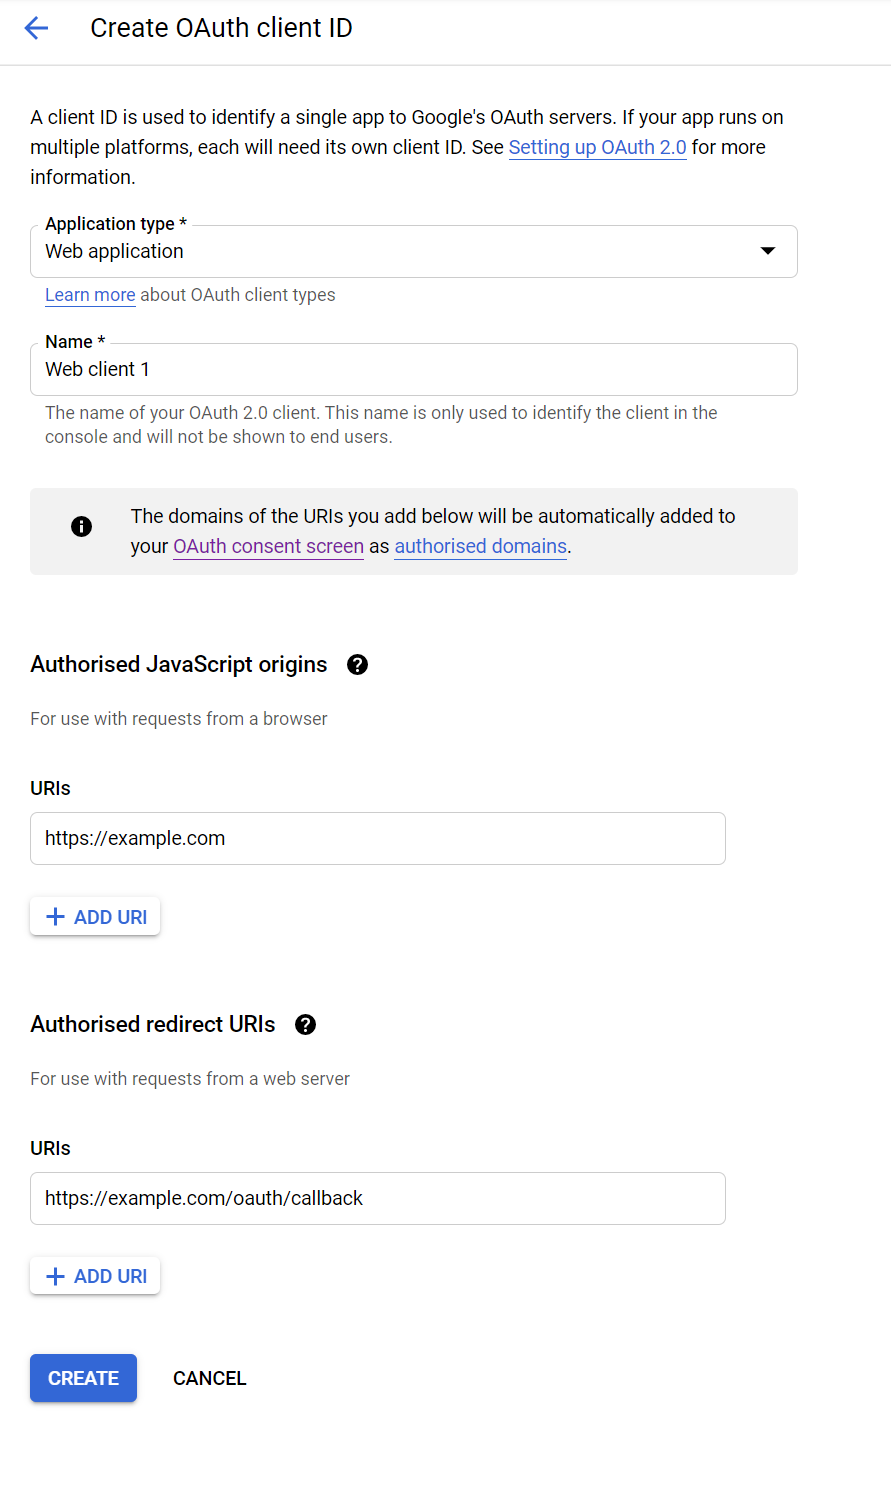 Create OAuth client ID
A client ID is used to identify a single app to Google's OAuth servers. If your app runs on
multiple platforms, each will need its own client ID. See Setting up OAuth 2.0 for more
information.
Application type *
Web application
Learn more about OAuth client types
Name *
Web client 1
The name of your OAuth 2.0 client. This name is only used to identify the client in the
console and will not be shown to end users.
The domains of the URIs you add below will be automatically added to
your OAuth consent screen as authorised domains.
Authorised JavaScript origins
For use with requests from a browser
URIs
https://example.com
ADD URI
Authorised redirect URIs
For use with requests from a web server
URIs
https://example.com/oauth/callback
ADD URI
CREATE CANCEL